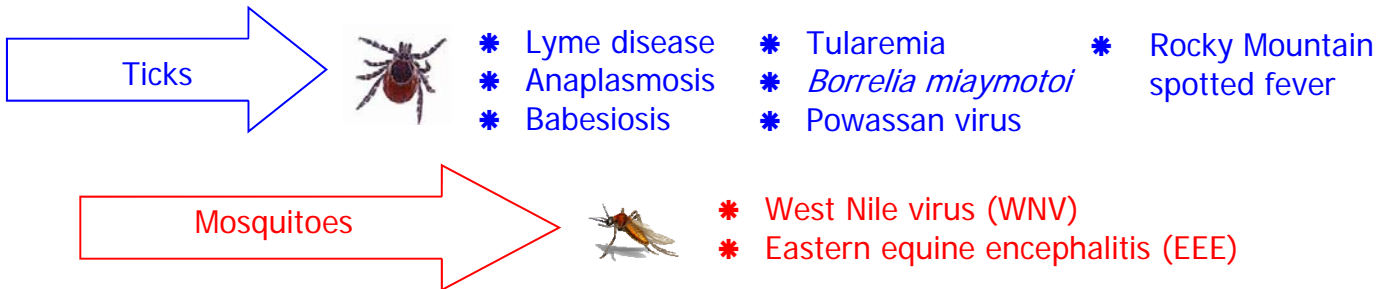 Ticks
* Lyme disease
* Anaplasmosis
* Babesiosis
* Tularemia
* Borrelia miaymotoi
* Powassan virus
* Rocky Mountain
spotted fever
Mosquitoes
* West Nile virus (WNV)
* Eastern equine encephalitis (EEE)